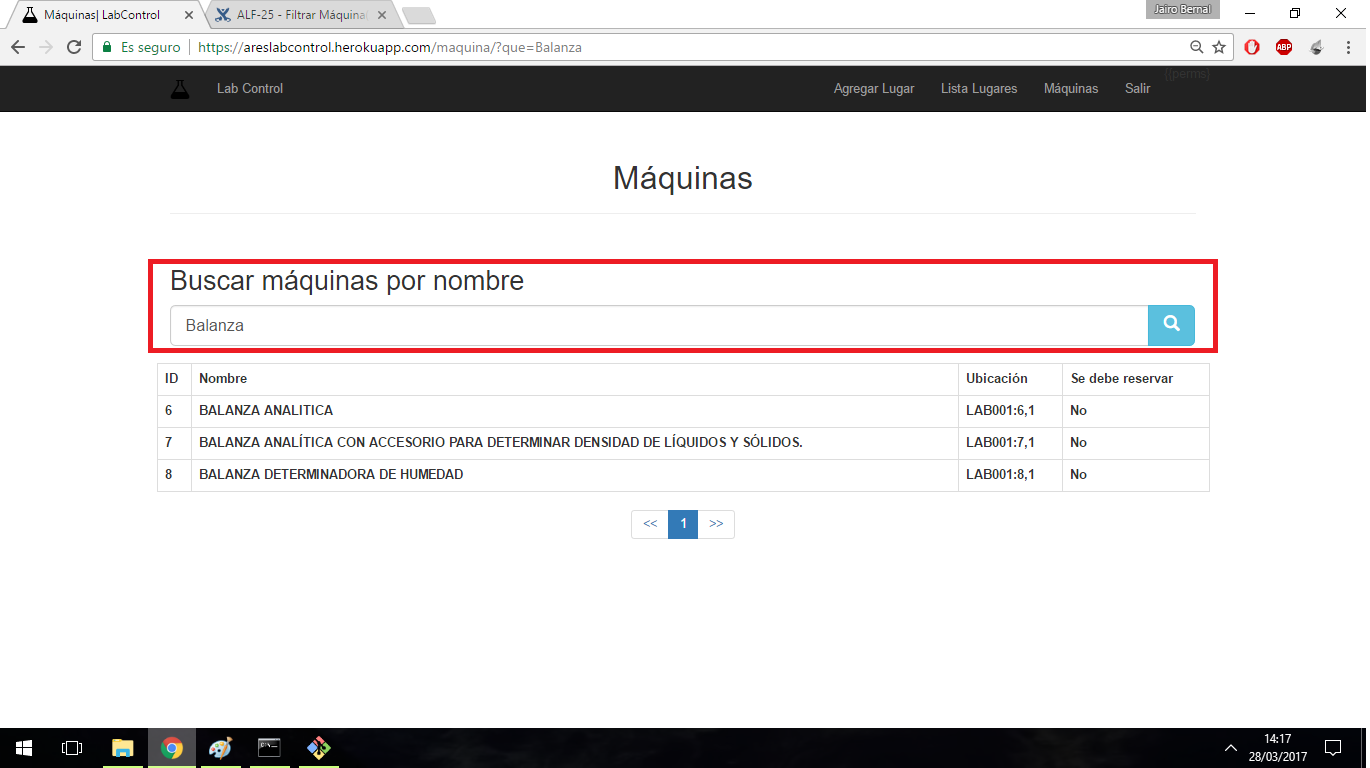 Máquinas| LabControl
ALF-25 - Filtrar Máquina
Jairo Bernal
Es seguro
https://areslabcontrol.herokuapp.com/maquina/?que=Balanza
ABP
Lab Control
Agregar Lugar
Lista Lugares
Máquinas
Salir
{{perms}
Máquinas
Buscar máquinas por nombre
Balanza
ID Nombre Ubicación Se debe reservar
6 BALANZA ANALITICA LAB001:6,1 No
7 BALANZA ANALÍTICA CON ACCESORIO PARA DETERMINAR DENSIDAD DE LÍQUIDOS Y SÓLIDOS. LAB001:7,1 No
8 BALANZA DETERMINADORA DE HUMEDAD LAB001:8,1 No
<< 1 >>
14:17
28/03/2017